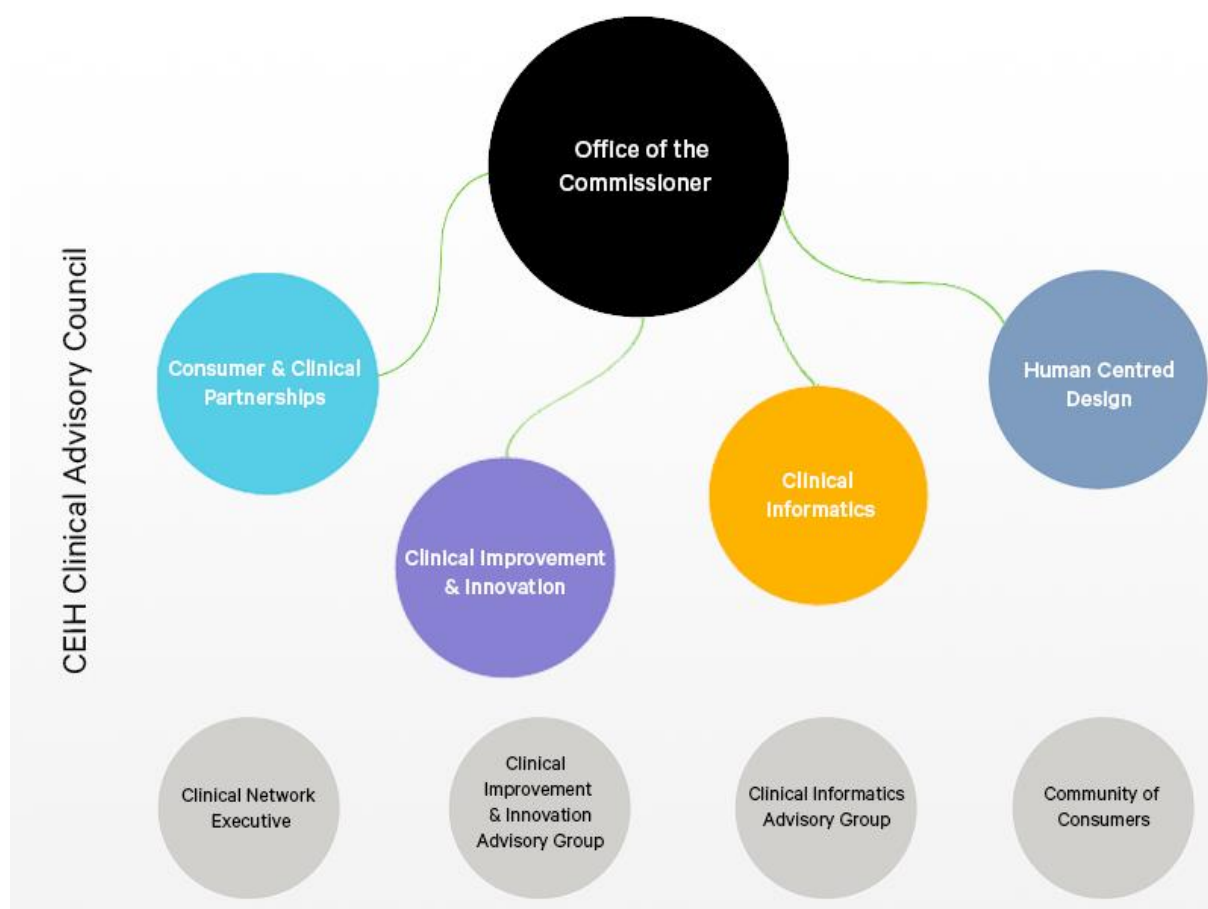 Office of the
Commissioner
CEIH Clinical Advisory Council
Consumer & Clinical
Partnerships
Human Centred
Design
Clinical
Informatics
Clinical Improvement
& Innovation
Clinical Network
Executive
Clinical
Improvement
& Innovation
Advisory Group
Clinical Informatics
Advisory Group
Community of
Consumers